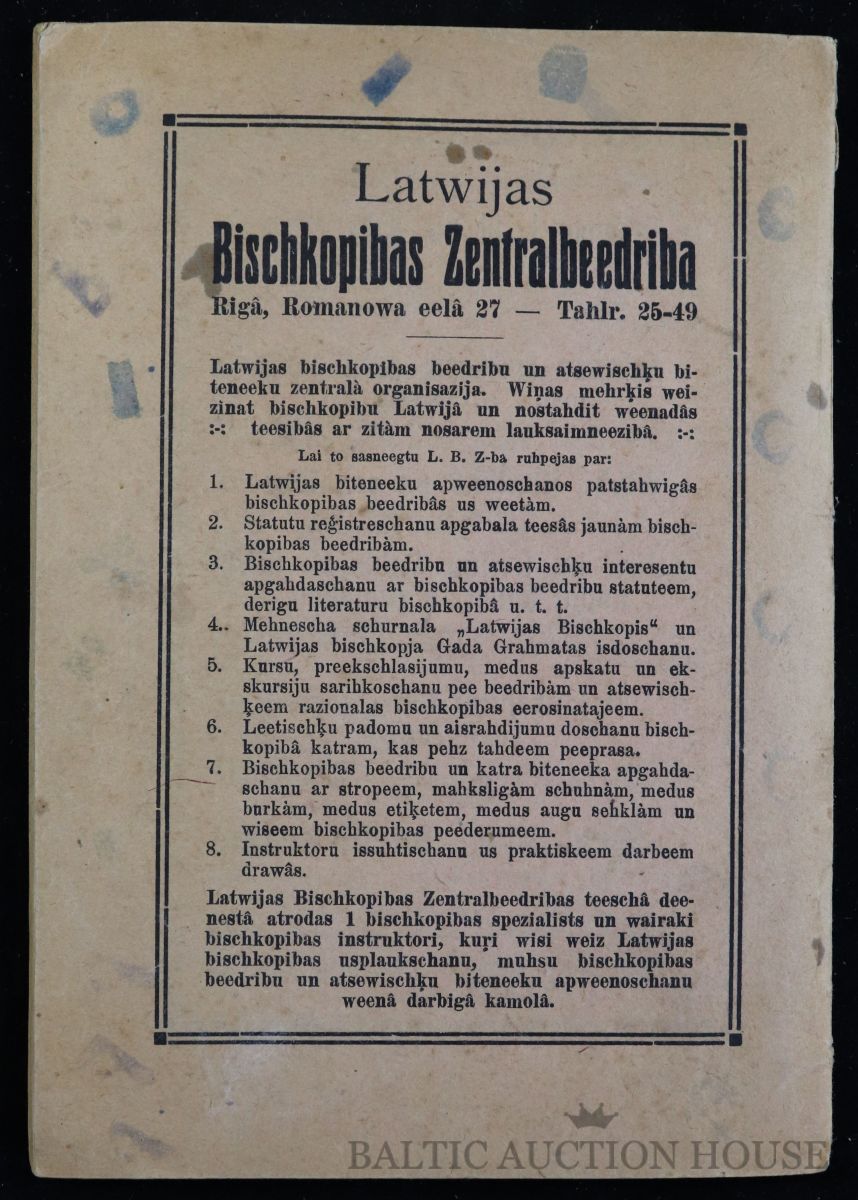 Latwijas
Bischkopibas Zentralbeedriba
Rigâ, Romanowa eelâ 27 — Tahlr. 25-49
Latwijas bischkopibas beedribu un atsewischķu bi-
teneeku zentralà organisazija. Wiņas mehrķis wei-
zinat bischkopibu Latwijâ un nostahdit weenadâs
:-: teesibâs ar zitàm nosarem lauksaimneezibâ. :-:
Lai to sasneegtu L. B. Z-ba ruhpejas par:
1. Latwijas biteneeku apweenoschanos patstahwigâs
bischkopibas beedribâs us weetàm.
2. Statutu reģistreschanu apgabala teesâs jaunàm bisch-
kopibas beedribàm.
3. Bischkopibas beedribu un atsewischķu interesentu
apgahdaschanu ar bischkopibas beedribu statuteem,
derigu literaturu bischkopibâ u. t. t.
4.. Mehnescha schurnala „Latwijas Bischkopis" un
Latwijas bischkopja Gada Grahmatas isdoschanu.
5. Kursu, preekschlasijumu, medus apskatu un ek-
skursiju sarihkoschanu pee beedribàm un atsewisch-
ķeem razionalas bischkopibas eerosinatajeem.
6. Leetischķu padomu un aisrahdijumu doschanu bisch-
kopibâ katram, kas pehz tahdeem peeprasa.
7. Bischkopibas beedribu un katra biteneeka apgahda-
schanu ar stropeem, mahksligàm schuhnàm, medus
burkàm, medus etiķetem, medus augu sehklàm un
wiseem bischkopibas peederumeem.
8. Instruktoru issuhtischanu us praktiskeem darbeem
drawâs.
Latwijas Bischkopibas Zentralbeedribas teeschâ dee-
nestâ atrodas 1 bischkopibas spezialists un wairaki
bischkopibas instruktori, kuŗi wisi weiz Latwijas
bischkopibas usplaukschanu, muhsu bischkopibas
beedribu un atsewischķu biteneeku apweenoschanu
weenâ darbigâ kamolâ.
BALTIC AUCTION HOUSE